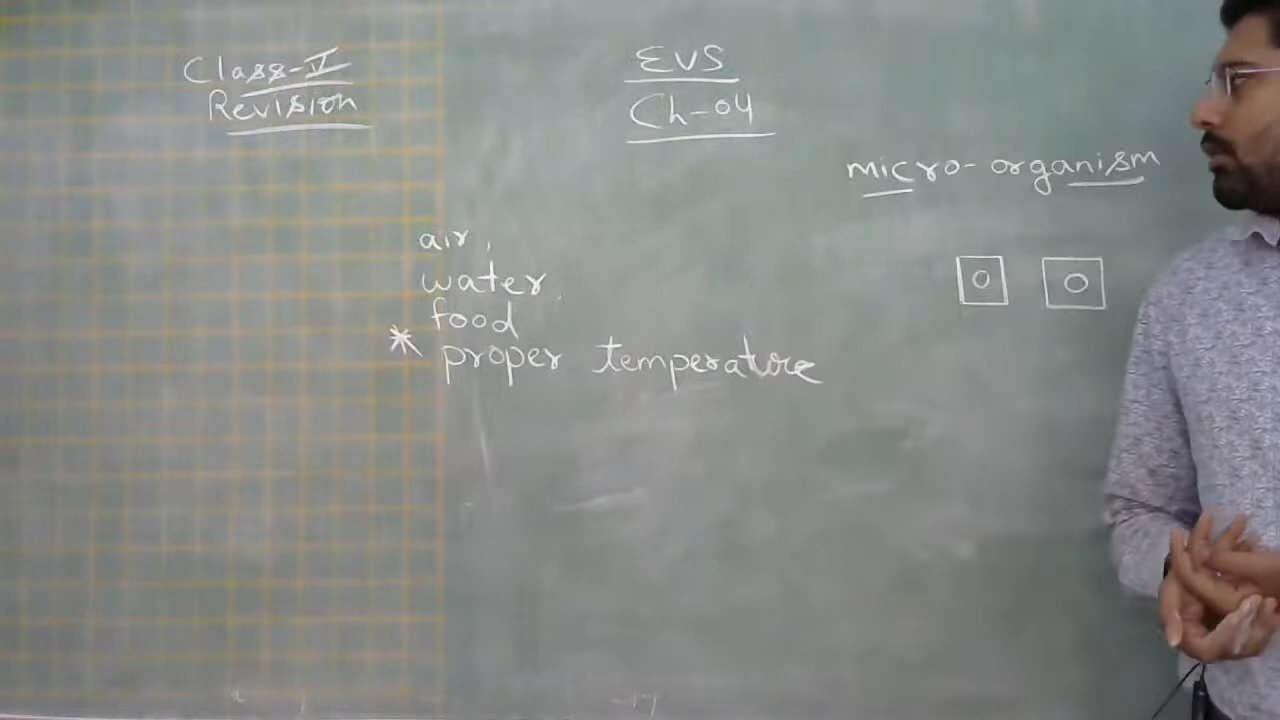 Class-V
Revision
EVS
Ch-04
micro-organism
air,
water,
food
* proper temperature